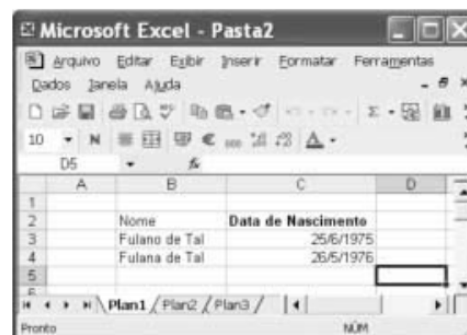 Microsoft Excel - Pasta2
Arquivo Editar Exibir Inserir Formatar Ferramentas
Dados Janela Ajuda
10 N €
D5 fx
A B C D
1
2 Nome Data de Nascimento
3 Fulano de Tal 25/6/1975
4 Fulana de Tal 26/5/1976
5
6
Plan1 Plan2 Plan3
Pronto NÚM